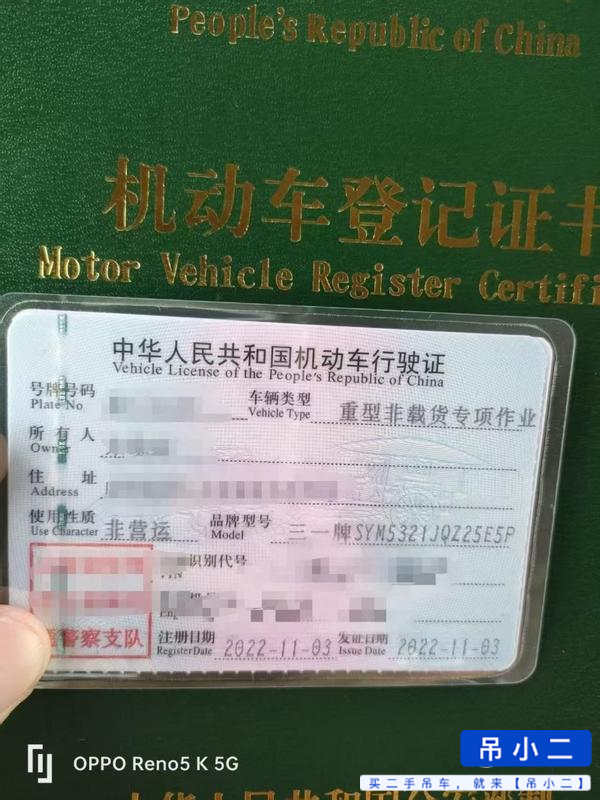 People's Republic of China
机动车登记证书
Motor Vehicle Register Certifi
中华人民共和国机动车行驶证
Vehicle License of the People's Republic of China
号牌号码 车辆类型 重型非载货专项作业
Plate No Vehicle Type
所有人
Owner
住址
Address
使用性质 非营运 品牌型号 三一牌SYM5321JQZ25E5P
Use Character Model
识别代号
VIN
注册日期 2022-11-03 发证日期 2022-11-03
Register Date Issue Date
警察支队
OPPO Reno5 K 5G
吊小二
买二手吊车，就来【吊小二】